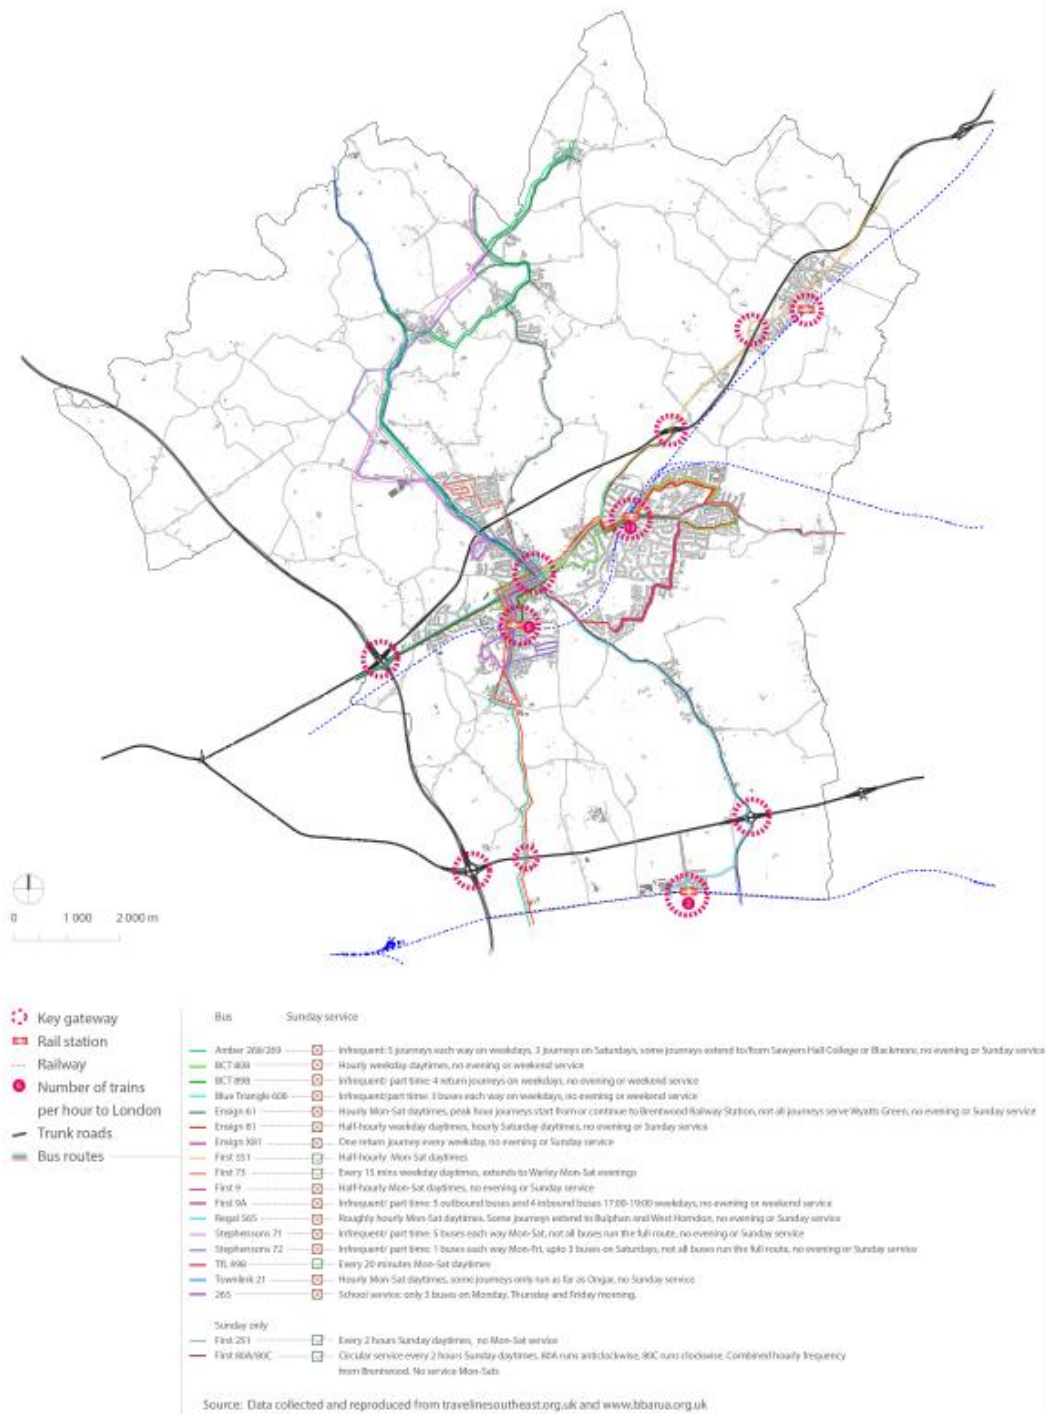 0 1 000 2 000 m
11
6
2
Key gateway
Rail station
Railway
6 Number of trains
per hour to London
Trunk roads
Bus routes
Bus Sunday service
Amber 268/269 Infrequent: 5 journeys each way on weekdays, 3 journeys on Saturdays, some journeys extend to/from Sawyers Hall College or Blackmore, no evening or Sunday service
BCT 808 Hourly weekday daytimes, no evening or weekend service
BCT 898 Infrequent/ part time: 4 return journeys on weekdays, no evening or weekend service
Blue Triangle 608 Infrequent/part time: 3 buses each way on weekdays, no evening or weekend service
Ensign 61 Hourly Mon-Sat daytimes, peak hour journeys start from or continue to Brentwood Railway Station, not all journeys serve Wyatts Green, no evening or Sunday service
Ensign 81 Half-hourly weekday daytimes, hourly Saturday daytimes, no evening or Sunday service
Ensign X81 One return journey every weekday, no evening or Sunday service
First 351 Half-hourly Mon-Sat daytimes
First 73 Every 15 mins weekday daytimes, extends to Warley Mon-Sat evenings
First 9 Half-hourly Mon-Sat daytimes, no evening or Sunday service
First 9A Infrequent/ part time: 5 outbound buses and 4 inbound buses 17:00-19:00 weekdays, no evening or weekend service
Regal 565 Roughly hourly Mon-Sat daytimes. Some journeys extend to Bulphan and West Horndon, no evening or Sunday service
Stephensons 71 Infrequent/ part time: 5 buses each way Mon-Sat, not all buses run the full route, no evening or Sunday service
Stephensons 72 Infrequent/ part time: 1 buses each way Mon-Fri, upto 3 buses on Saturdays, not all buses run the full route, no evening or Sunday service
TfL 498 Every 20 minutes Mon-Sat daytimes
Townlink 21 Hourly Mon-Sat daytimes, some journeys only run as far as Ongar, no Sunday service
265 School service: only 3 buses on Monday, Thursday and Friday morning.
Sunday only
First 251 Every 2 hours Sunday daytimes, no Mon-Sat service
First 80A/80C Circular service every 2 hours Sunday daytimes, 80A runs anticlockwise, 80C runs clockwise. Combined hourly frequency
from Brentwood. No service Mon-Sats
Source: Data collected and reproduced from travelinesoutheast.org.uk and www.bbarua.org.uk